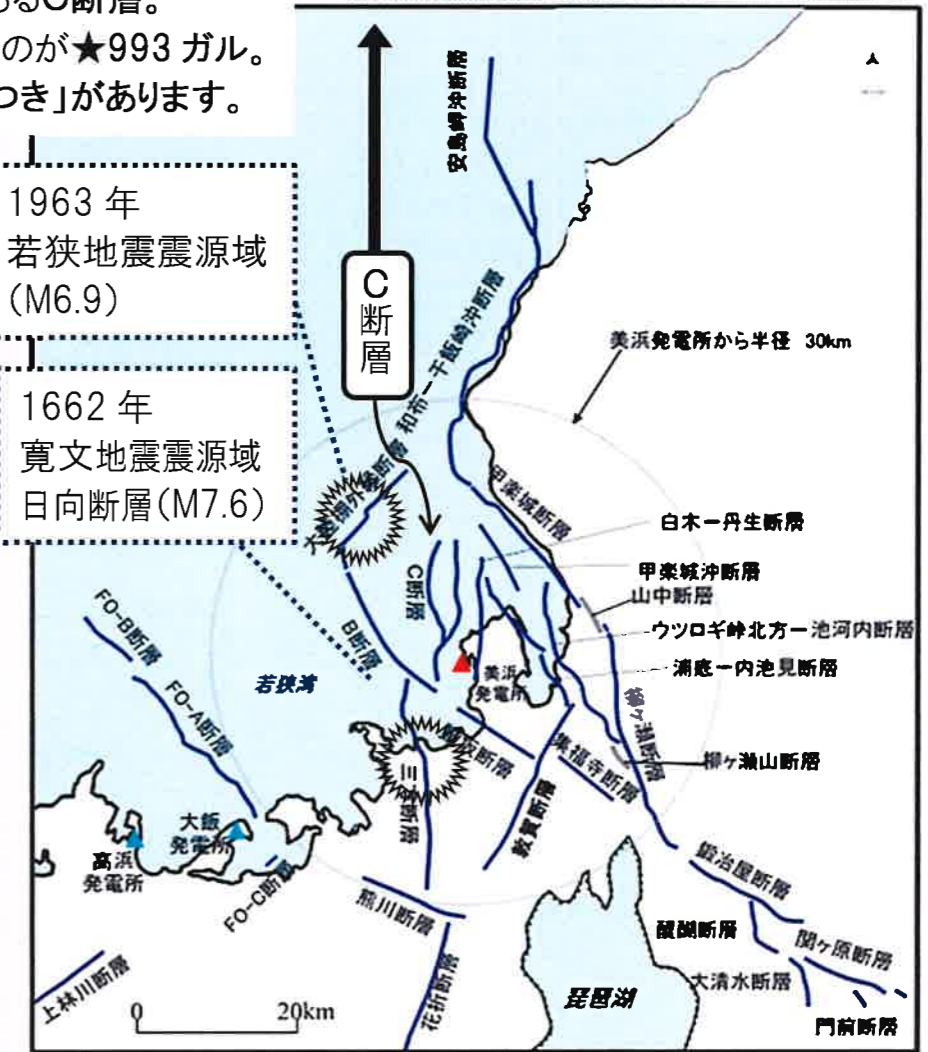 あるC断層。
のが★993 ガル。
つき」があります。
1963 年
若狭地震震源域
(M6.9)
1662 年
寛文地震震源域
日向断層(M7.6)
C断層
安島岬沖断層
和布－干飯崎沖断層
美浜発電所から半径 30km
甲楽城断層
白木－丹生断層
甲楽城沖断層
山中断層
ウツロギ峠北方－池河内断層
浦底－内池見断層
柳ヶ瀬断層
柳ヶ瀬山断層
C断層
B断層
FO-B断層
FO-A断層
若狭湾
美浜
発電所
集福寺断層
敦賀断層
大飯
発電所
高浜
発電所
FO-C断層
熊川断層
花折断層
上林川断層
鍛冶屋断層
醍醐断層
関ヶ原断層
大清水断層
門前断層
琵琶湖
0
20km